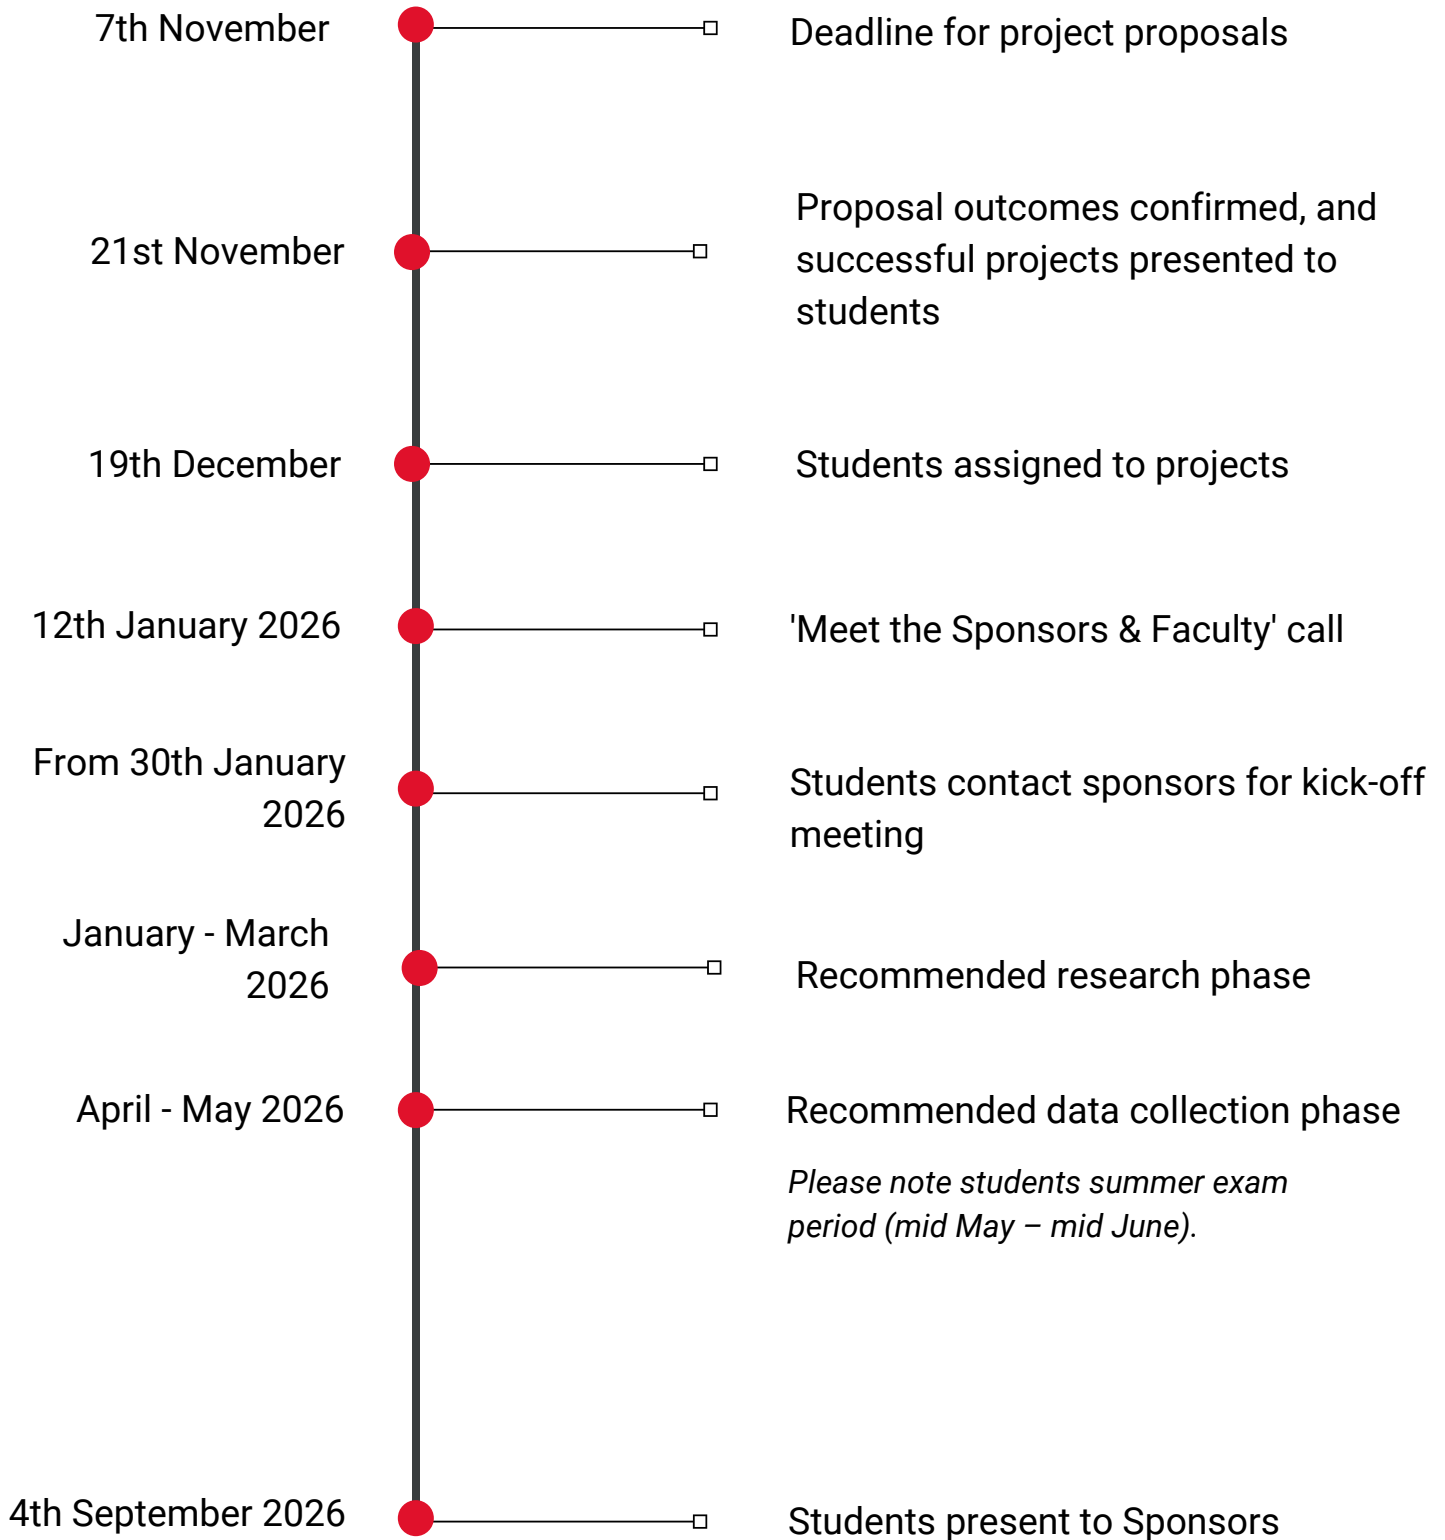 7th November
Deadline for project proposals
21st November
Proposal outcomes confirmed, and
successful projects presented to
students
19th December
Students assigned to projects
12th January 2026
'Meet the Sponsors & Faculty' call
From 30th January
2026
Students contact sponsors for kick-off
meeting
January - March
2026
Recommended research phase
April - May 2026
Recommended data collection phase
Please note students summer exam
period (mid May – mid June).
4th September 2026
Students present to Sponsors